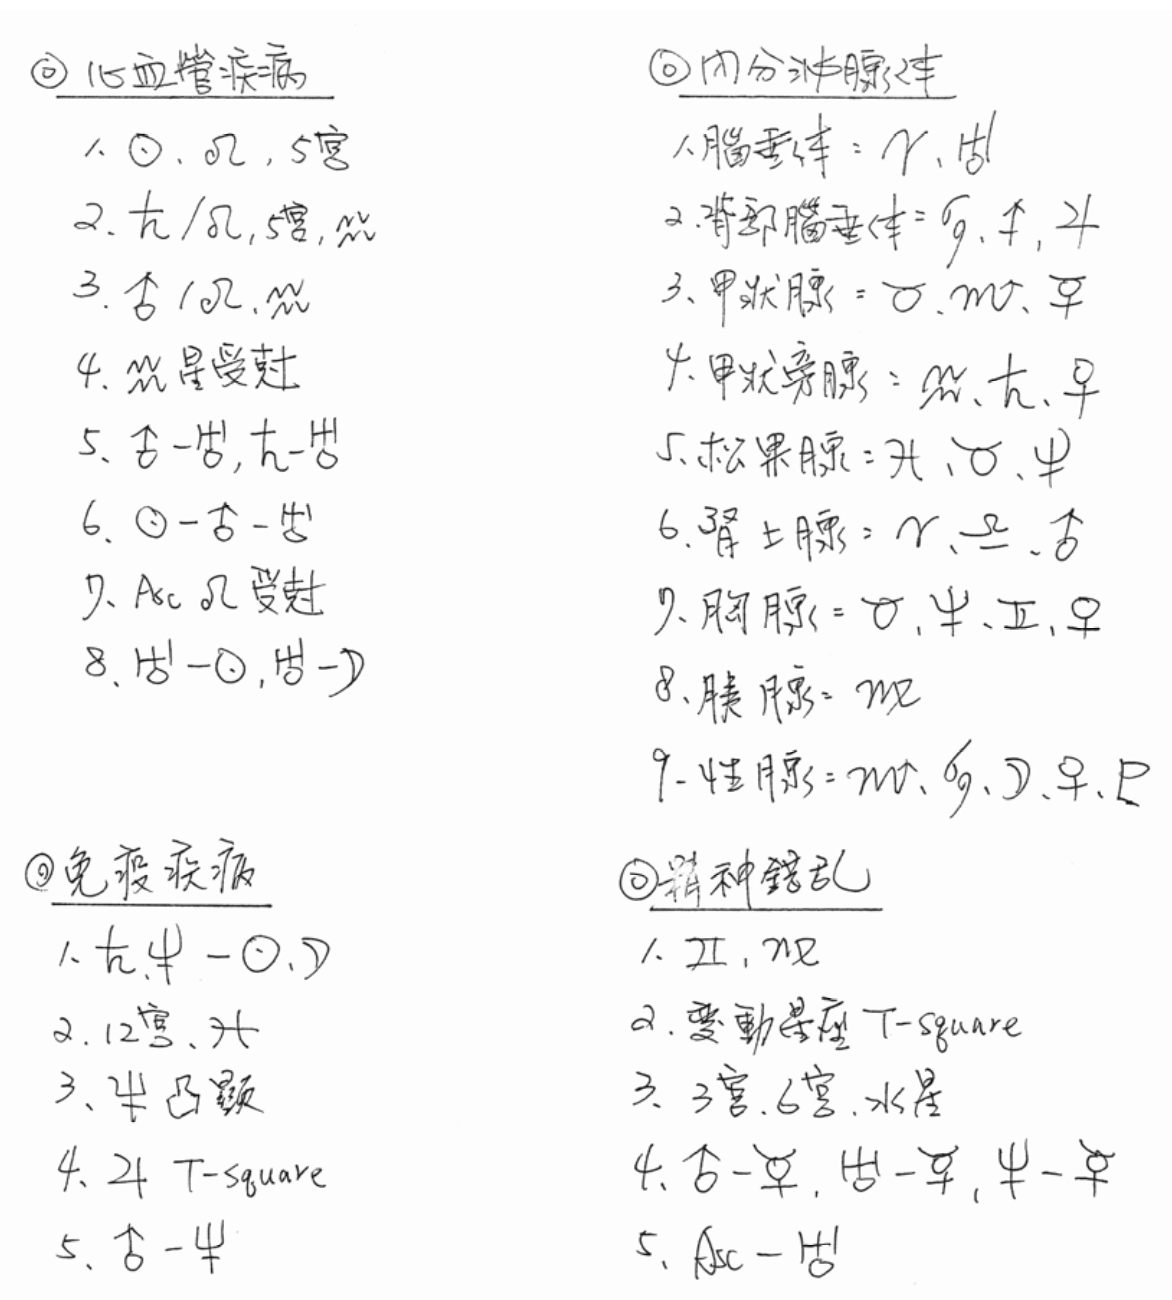 ◎心血管疾病
1. ☉、♌, 5宮
2. ♄/♌, 5宮, ♒
3. ♂/♌、♒
4. ♒星受剋
5. ♂-♅, ♄-♅
6. ☉-♂-♅
7、Asc ♌ 受剋
8、♅-☉, ♅-☽
◎內分泌腺体
1.腦垂体：♈、♅
2.背部腦垂体=♋、♐、♃
3、甲狀腺：♉、♏、☿
4、甲狀旁腺：♒、♄、♀
5、松果腺：♓、♉、♆
6、腎上腺：♈、♎、♂
7、胸腺=♉、♆、♊、♀
8、胰腺=♍
9-性腺=♏、♋、☽、♀、♇
◎免疫疾病
1、♄、♆-☉、☽
2.12宮、♓
3、♆凸顯
4、♃ T-square
5、♂-♆
◎精神錯乱
1、♊, ♍
2.變動星座 T-square
3、3宮、6宮、水星
4、♂-☿, ♅-☿, ♆-☿
5、Asc-♅